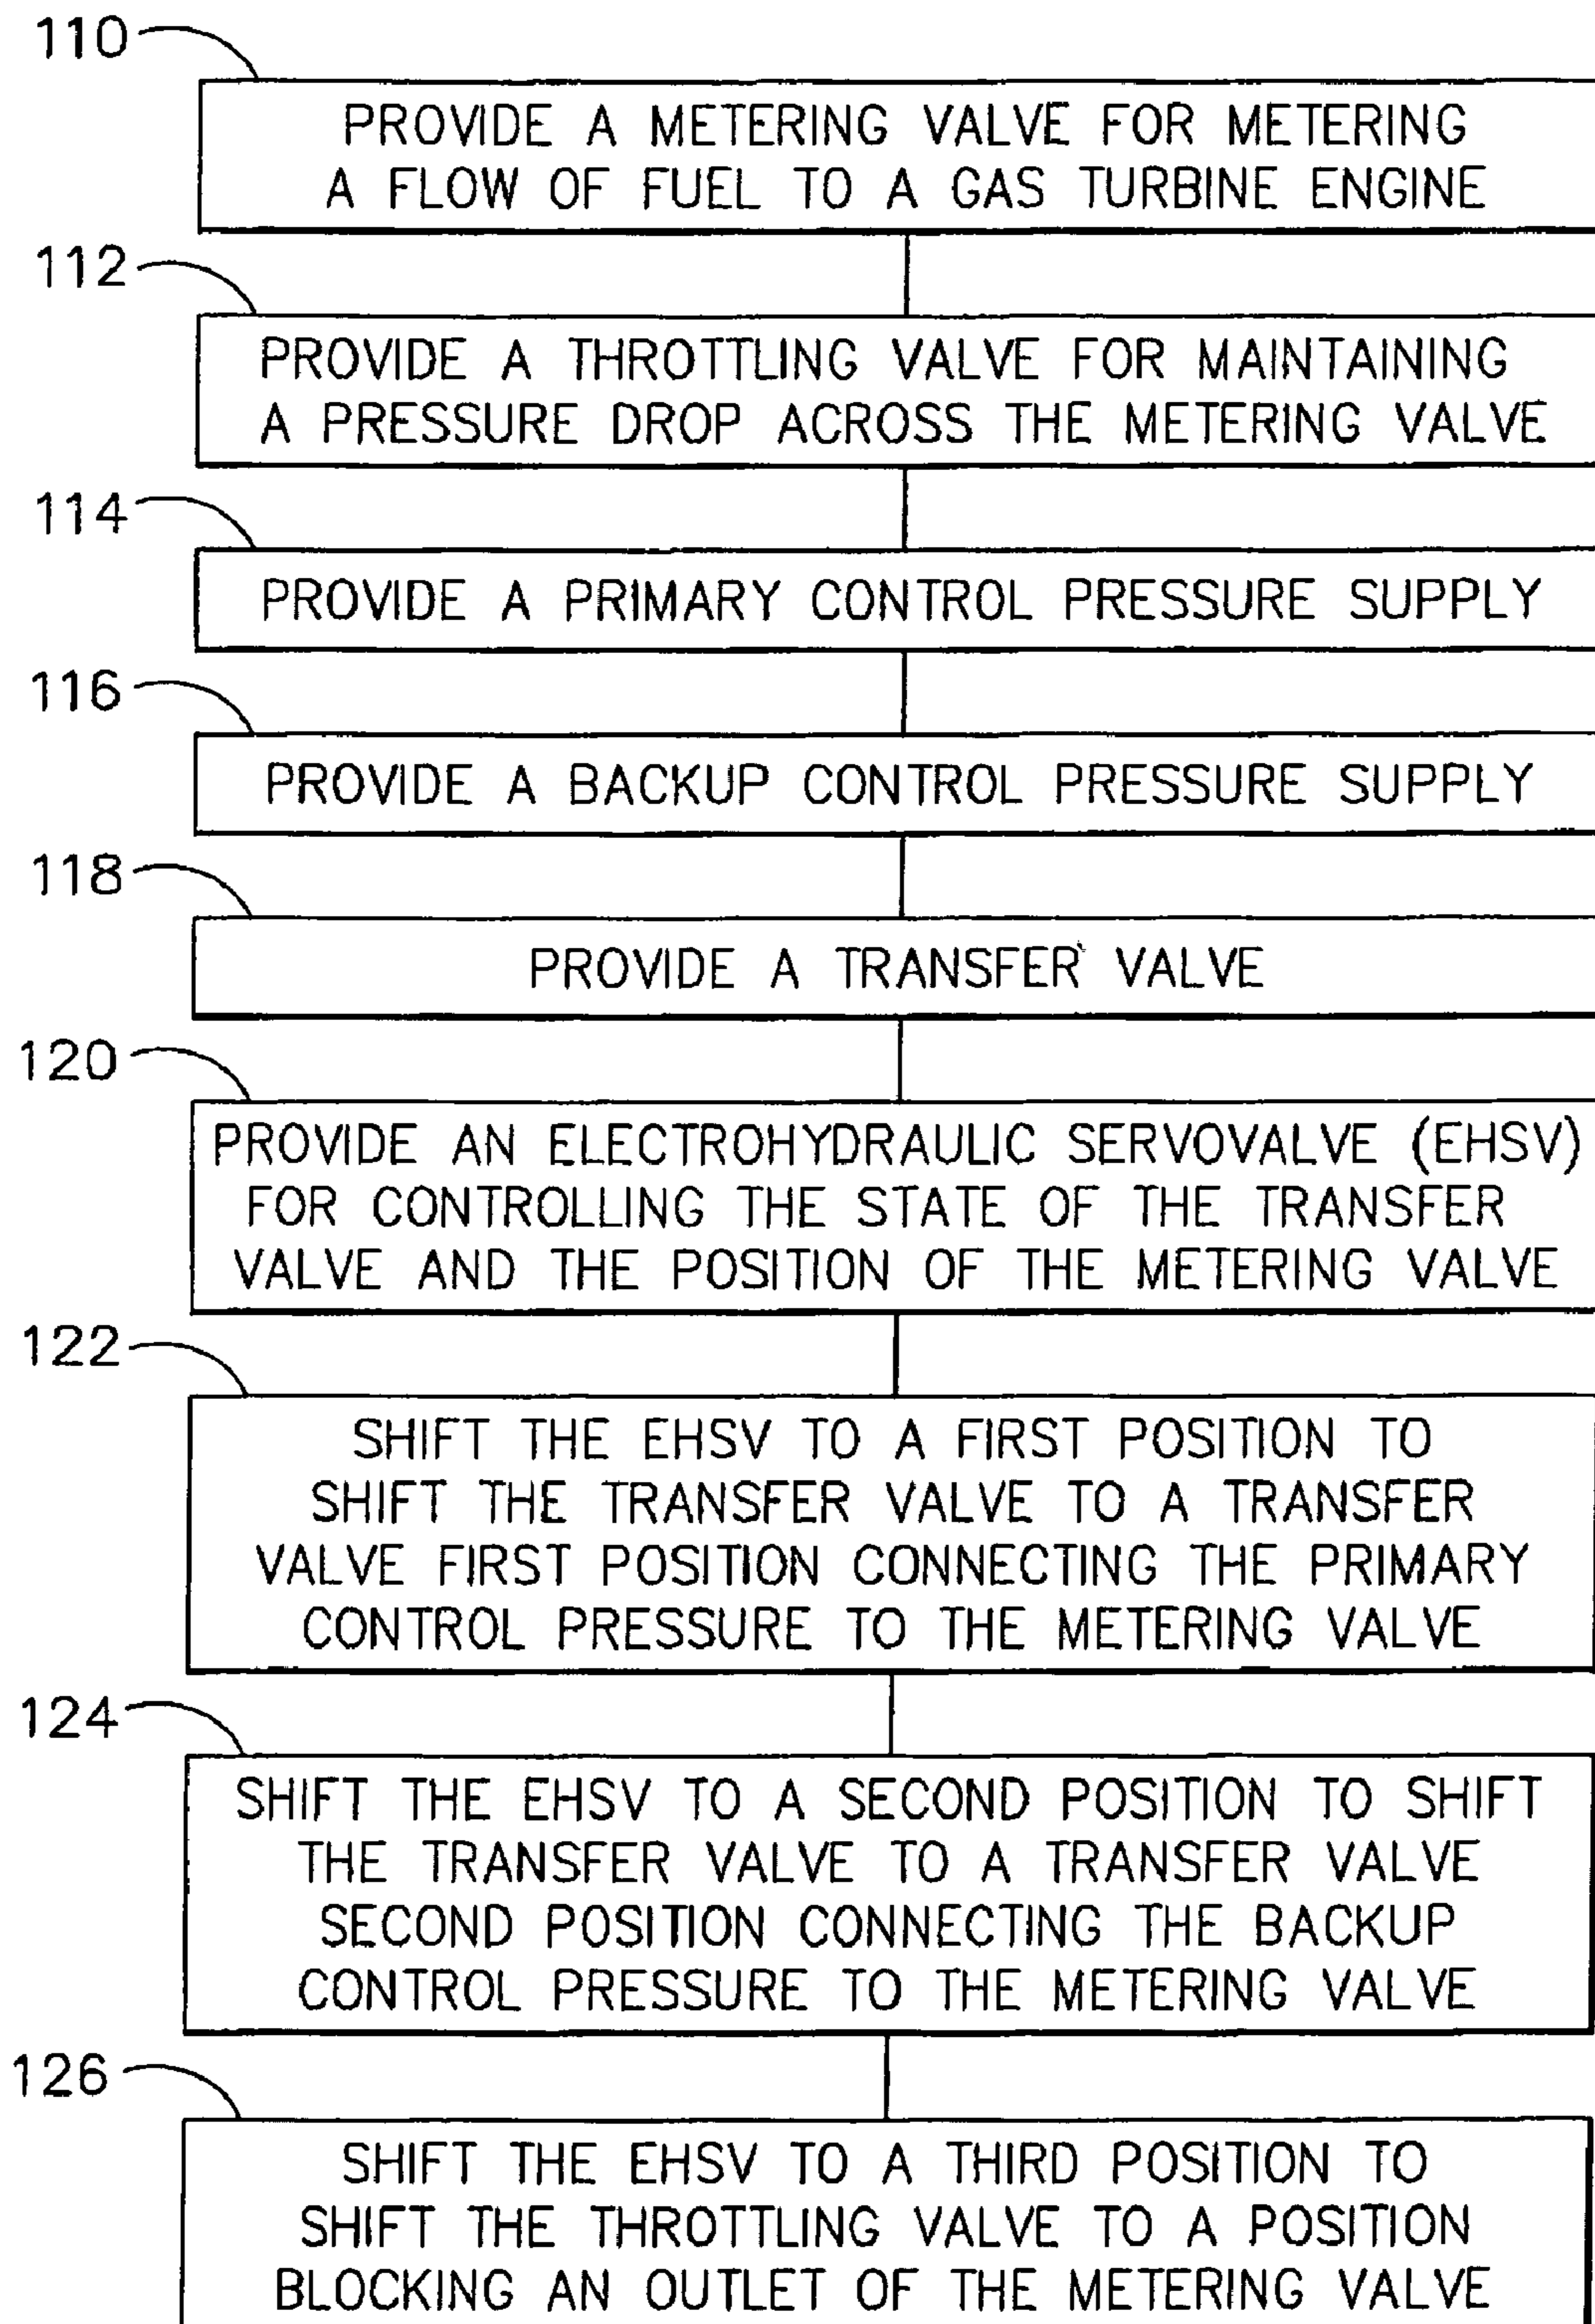 110
PROVIDE A METERING VALVE FOR METERING
A FLOW OF FUEL TO A GAS TURBINE ENGINE
112
PROVIDE A THROTTLING VALVE FOR MAINTAINING
A PRESSURE DROP ACROSS THE METERING VALVE
114
PROVIDE A PRIMARY CONTROL PRESSURE SUPPLY
116
PROVIDE A BACKUP CONTROL PRESSURE SUPPLY
118
PROVIDE A TRANSFER VALVE
120
PROVIDE AN ELECTROHYDRAULIC SERVOVALVE (EHSV)
FOR CONTROLLING THE STATE OF THE TRANSFER
VALVE AND THE POSITION OF THE METERING VALVE
122
SHIFT THE EHSV TO A FIRST POSITION TO
SHIFT THE TRANSFER VALVE TO A TRANSFER
VALVE FIRST POSITION CONNECTING THE PRIMARY
CONTROL PRESSURE TO THE METERING VALVE
124
SHIFT THE EHSV TO A SECOND POSITION TO SHIFT
THE TRANSFER VALVE TO A TRANSFER VALVE
SECOND POSITION CONNECTING THE BACKUP
CONTROL PRESSURE TO THE METERING VALVE
126
SHIFT THE EHSV TO A THIRD POSITION TO
SHIFT THE THROTTLING VALVE TO A POSITION
BLOCKING AN OUTLET OF THE METERING VALVE